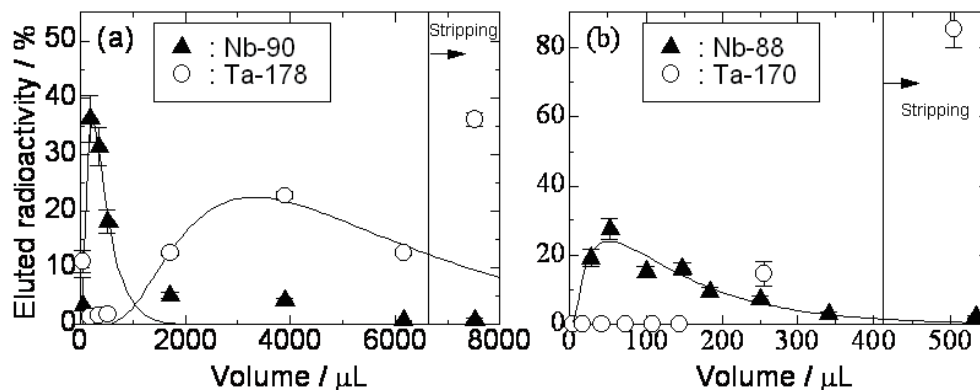 Eluted radioactivity / %
50
40
30
20
10
0
(a)
▲ : Nb-90
○ : Ta-178
Stripping
0 2000 4000 6000 8000
Volume / μL
80
60
40
20
0
(b)
▲ : Nb-88
○ : Ta-170
Stripping
0 100 200 300 400 500
Volume / μL